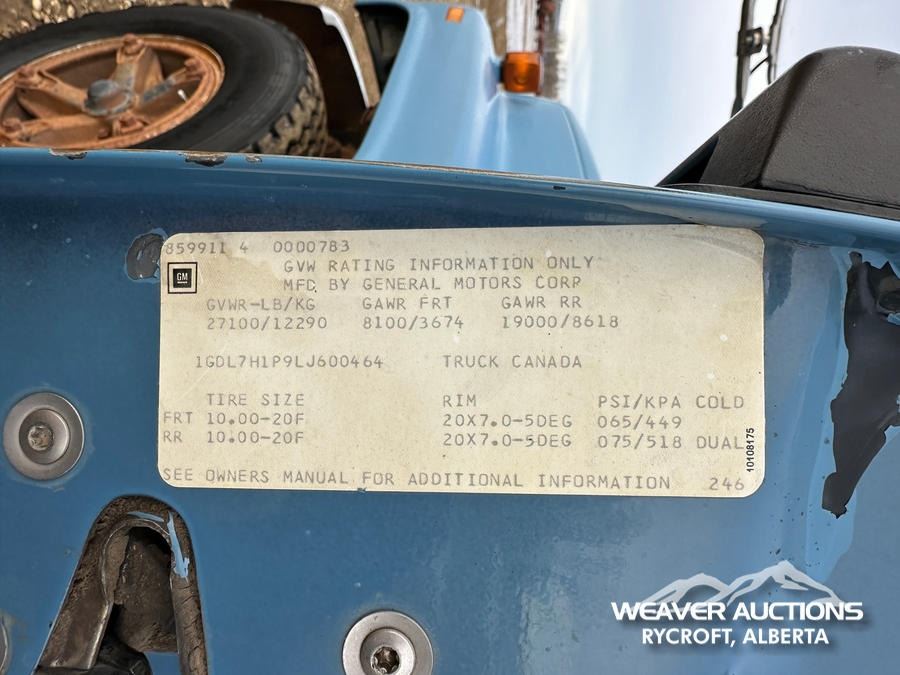 859911 4 0000783
GVW RATING INFORMATION ONLY
GM
MFD BY GENERAL MOTORS CORP
GVWR-LB/KG GAWR FRT GAWR RR
27100/12290 8100/3674 19000/8618
1GDL7H1P9LJ600464 TRUCK CANADA
TIRE SIZE RIM PSI/KPA COLD
FRT 10.00-20F 20X7.0-5DEG 065/449
RR 10.00-20F 20X7.0-5DEG 075/518 DUAL
10108175
SEE OWNERS MANUAL FOR ADDITIONAL INFORMATION 246
WEAVER AUCTIONS
RYCROFT, ALBERTA